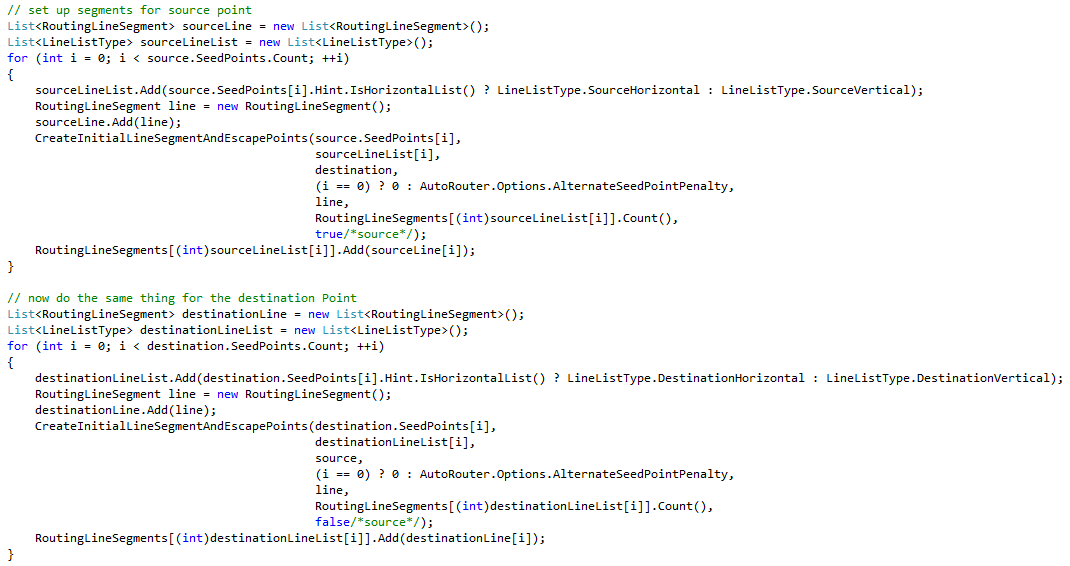 // set up segments for source point
List<RoutingLineSegment> sourceLine = new List<RoutingLineSegment>();
List<LineListType> sourceLineList = new List<LineListType>();
for (int i = 0; i < source.SeedPoints.Count; ++i)
{
    sourceLineList.Add(source.SeedPoints[i].Hint.IsHorizontalList() ? LineListType.SourceHorizontal : LineListType.SourceVertical);
    RoutingLineSegment line = new RoutingLineSegment();
    sourceLine.Add(line);
    CreateInitialLineSegmentAndEscapePoints(source.SeedPoints[i],
                                            sourceLineList[i],
                                            destination,
                                            (i == 0) ? 0 : AutoRouter.Options.AlternateSeedPointPenalty,
                                            line,
                                            RoutingLineSegments[(int)sourceLineList[i]].Count(),
                                            true/*source*/);
    RoutingLineSegments[(int)sourceLineList[i]].Add(sourceLine[i]);
}

// now do the same thing for the destination Point
List<RoutingLineSegment> destinationLine = new List<RoutingLineSegment>();
List<LineListType> destinationLineList = new List<LineListType>();
for (int i = 0; i < destination.SeedPoints.Count; ++i)
{
    destinationLineList.Add(destination.SeedPoints[i].Hint.IsHorizontalList() ? LineListType.DestinationHorizontal : LineListType.DestinationVertical);
    RoutingLineSegment line = new RoutingLineSegment();
    destinationLine.Add(line);
    CreateInitialLineSegmentAndEscapePoints(destination.SeedPoints[i],
                                            destinationLineList[i],
                                            source,
                                            (i == 0) ? 0 : AutoRouter.Options.AlternateSeedPointPenalty,
                                            line,
                                            RoutingLineSegments[(int)destinationLineList[i]].Count(),
                                            false/*source*/);
    RoutingLineSegments[(int)destinationLineList[i]].Add(destinationLine[i]);
}